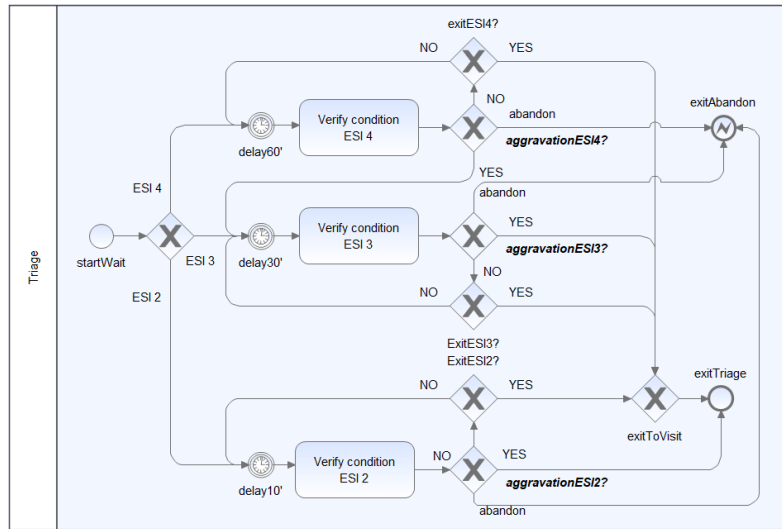 exitESI4?
NO
YES
NO
abandon
exitAbandon
Verify condition
ESI 4
delay60'
aggravationESI4?
ESI 4
YES
abandon
Verify condition
ESI 3
YES
startWait
ESI 3
delay30'
aggravationESI3?
Triage
NO
ESI 2
NO
YES
ExitESI3?
ExitESI2?
exitTriage
NO
YES
exitToVisit
Verify condition
ESI 2
NO
YES
delay10'
aggravationESI2?
abandon